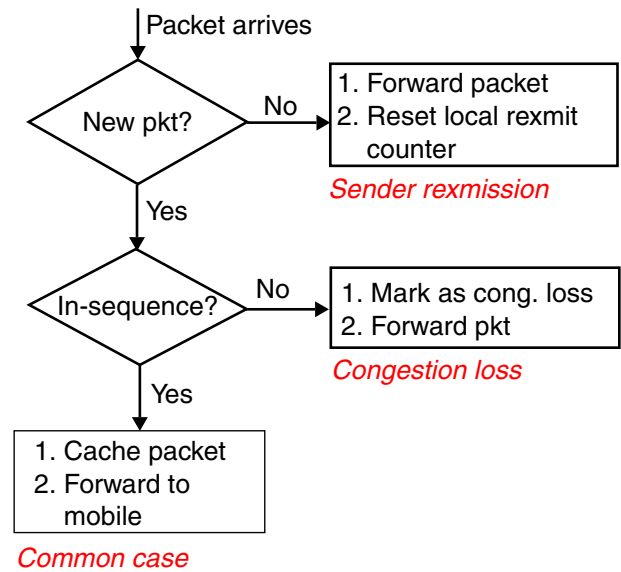 Packet arrives
New pkt?
No
1. Forward packet
2. Reset local rexmit
counter
Sender rexmission
Yes
In-sequence?
No
1. Mark as cong. loss
2. Forward pkt
Congestion loss
Yes
1. Cache packet
2. Forward to
mobile
Common case